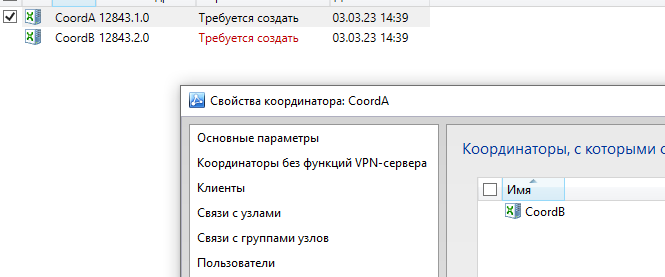 CoordA 12843.1.0 Требуется создать 03.03.23 14:39
CoordB 12843.2.0 Требуется создать 03.03.23 14:39
Свойства координатора: CoordA
Основные параметры
Координаторы без функций VPN-сервера
Клиенты
Связи с узлами
Связи с группами узлов
Пользователи
Координаторы, с которыми
Имя
CoordB